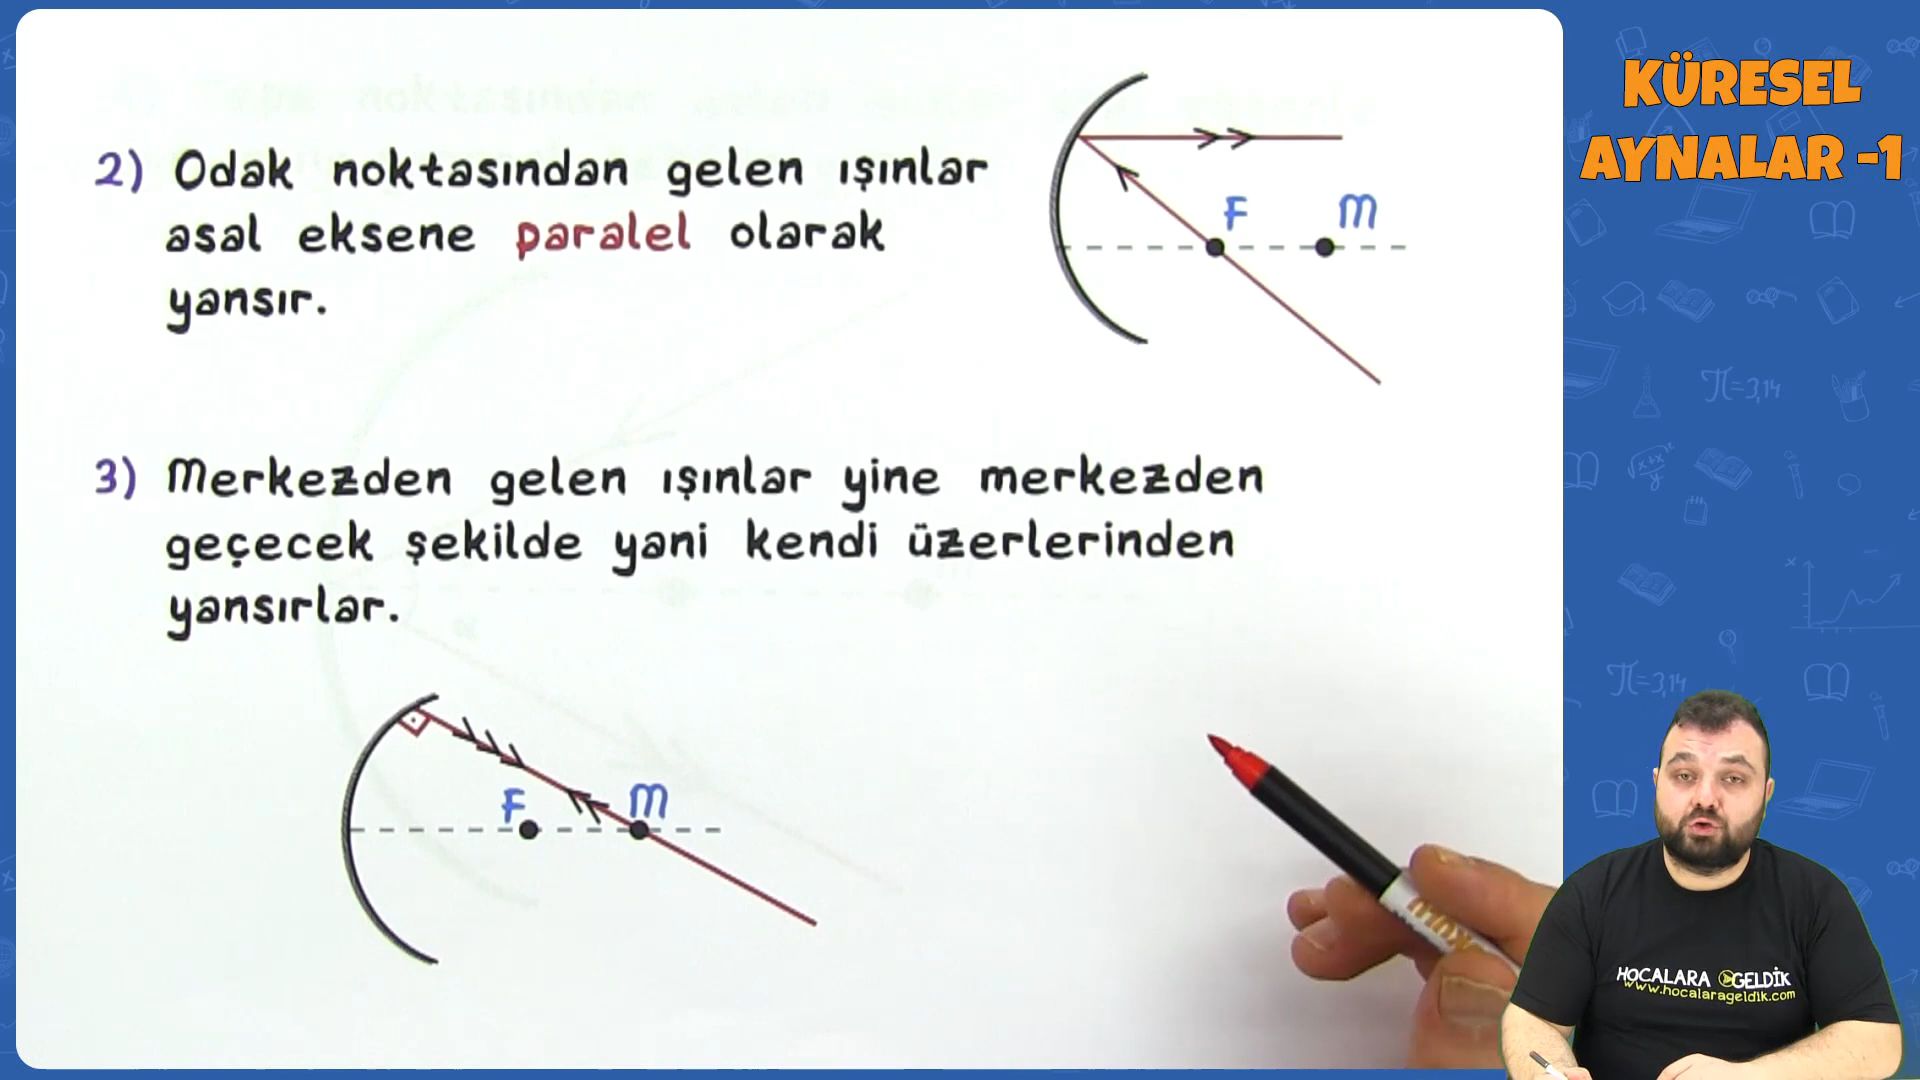 KÜRESEL
AYNALAR -1
2) Odak noktasından gelen ışınlar
asal eksene paralel olarak
yansır.
F
M
3) Merkezden gelen ışınlar yine merkezden
geçecek şekilde yani kendi üzerlerinden
yansırlar.
F
M
π=3,14
π=3,14
HOCALARA GELDİK
www.hocalarageldik.com